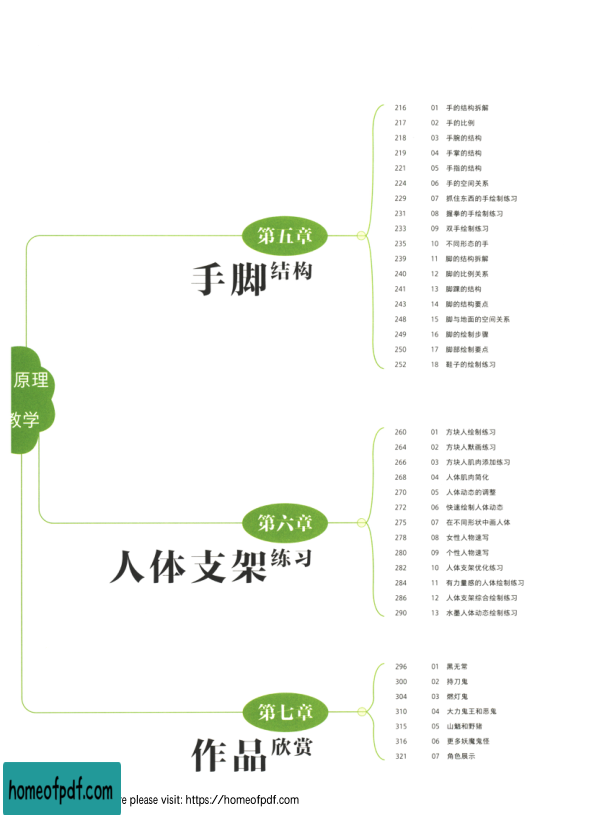 216 01 手的结构拆解
217 02 手的比例
218 03 手腕的结构
219 04 手掌的结构
221 05 手指的结构
224 06 手的空间关系
229 07 抓住东西的手绘制练习
231 08 握拳的手绘制练习
233 09 双手绘制练习
235 10 不同形态的手
239 11 脚的结构拆解
240 12 脚的比例关系
241 13 脚踝的结构
243 14 脚的结构要点
248 15 脚与地面的空间关系
249 16 脚的绘制步骤
250 17 脚部绘制要点
252 18 鞋子的绘制练习
第五章
手脚结构
原理
教学
260 01 方块人绘制练习
264 02 方块人默画练习
266 03 方块人肌肉添加练习
268 04 人体肌肉简化
270 05 人体动态的调整
272 06 快速绘制人体动态
275 07 在不同形状中画人体
278 08 女性人物速写
280 09 个性人物速写
282 10 人体支架优化练习
284 11 有力量感的人体绘制练习
286 12 人体支架综合绘制练习
290 13 水墨人体动态绘制练习
第六章
人体支架练习
296 01 黑无常
300 02 持刀鬼
304 03 燃灯鬼
310 04 大力鬼王和恶鬼
315 05 山魈和野猪
316 06 更多妖魔鬼怪
321 07 角色展示
第七章
作品欣赏
homeofpdf.com
e please visit: https://homeofpdf.com